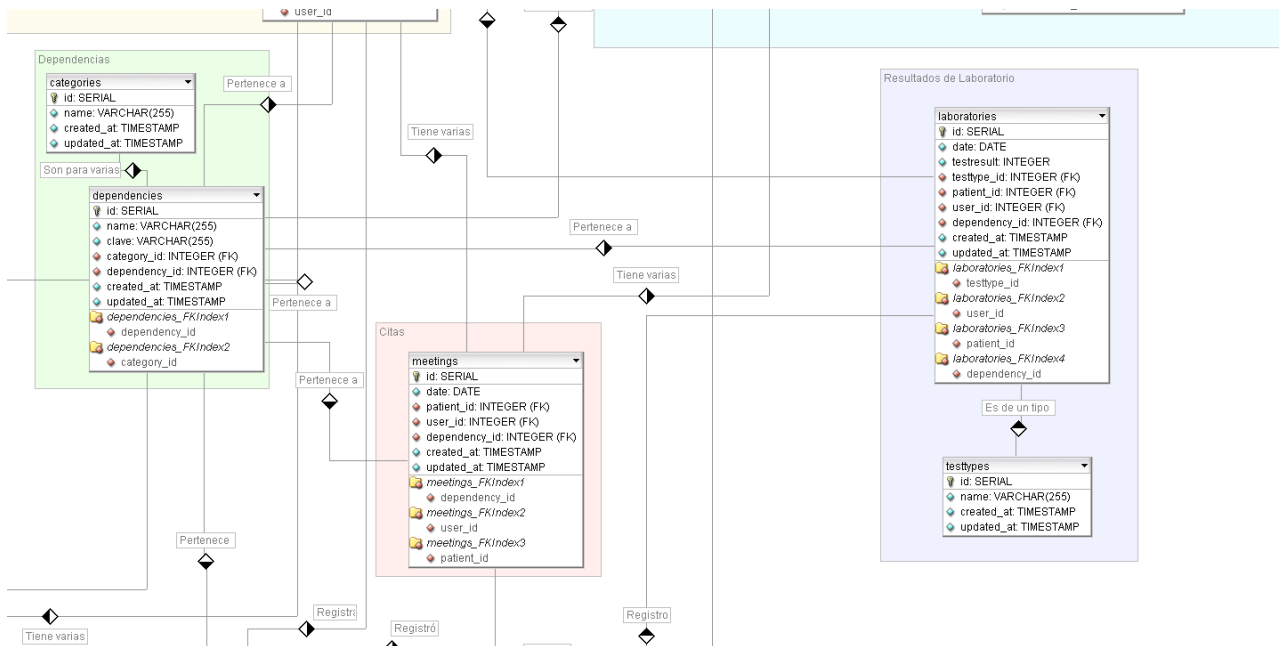 user_id
Dependencias
categories
id: SERIAL
name: VARCHAR(255)
created_at: TIMESTAMP
updated_at: TIMESTAMP
Pertenece a
Son para varias
dependencies
id: SERIAL
name: VARCHAR(255)
clave: VARCHAR(255)
category_id: INTEGER (FK)
dependency_id: INTEGER (FK)
created_at: TIMESTAMP
updated_at: TIMESTAMP
dependencies_FKIndex1
dependency_id
dependencies_FKIndex2
category_id
Tiene varias
Pertenece a
Tiene varias
Pertenece a
Pertenece a
Citas
meetings
id: SERIAL
date: DATE
patient_id: INTEGER (FK)
user_id: INTEGER (FK)
dependency_id: INTEGER (FK)
created_at: TIMESTAMP
updated_at: TIMESTAMP
meetings_FKIndex1
dependency_id
meetings_FKIndex2
user_id
meetings_FKIndex3
patient_id
Resultados de Laboratorio
laboratories
id: SERIAL
date: DATE
testresult: INTEGER
testtype_id: INTEGER (FK)
patient_id: INTEGER (FK)
user_id: INTEGER (FK)
dependency_id: INTEGER (FK)
created_at: TIMESTAMP
updated_at: TIMESTAMP
laboratories_FKIndex1
testtype_id
laboratories_FKIndex2
user_id
laboratories_FKIndex3
patient_id
laboratories_FKIndex4
dependency_id
Es de un tipo
testtypes
id: SERIAL
name: VARCHAR(255)
created_at: TIMESTAMP
updated_at: TIMESTAMP
Pertenece
Tiene varias
Registró
Registro